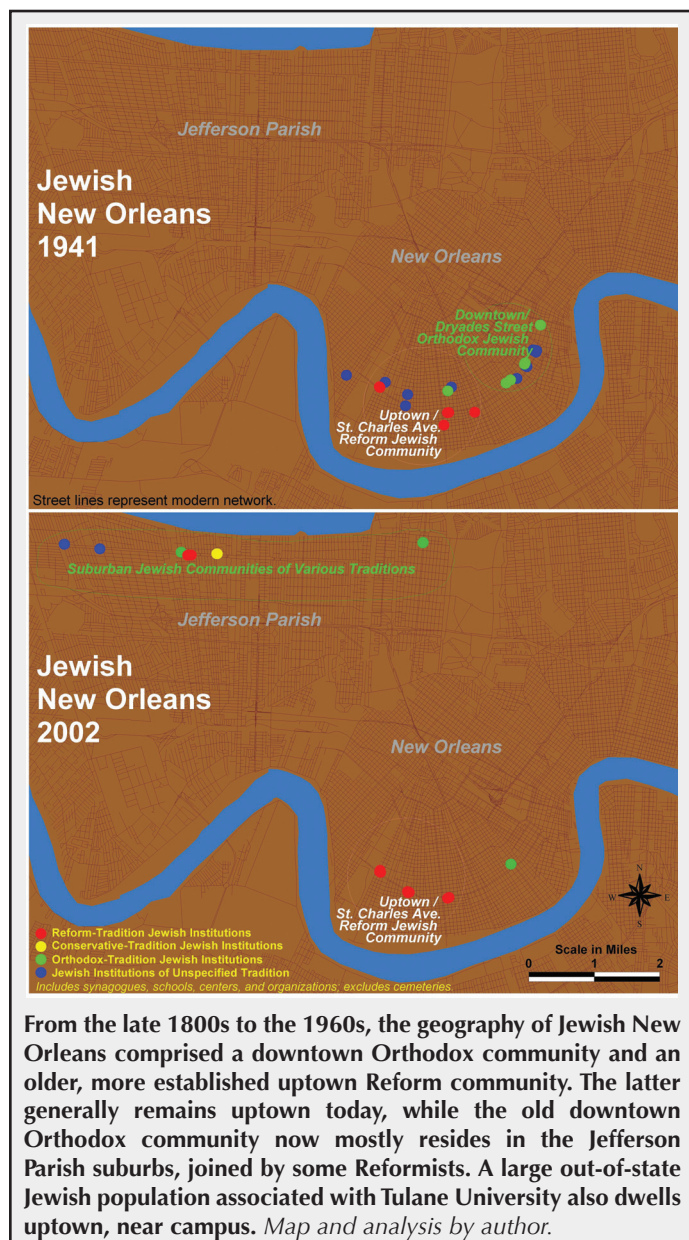 Jefferson Parish
Jewish
New Orleans
1941
New Orleans
Downtown/
Dryades Street
Orthodox Jewish
Community
Uptown /
St. Charles Ave.
Reform Jewish
Community
Street lines represent modern network.
Suburban Jewish Communities of Various Traditions
Jefferson Parish
Jewish
New Orleans
2002
New Orleans
Uptown /
St. Charles Ave.
Reform Jewish
Community
N
W E
S
Scale in Miles
0 1 2
Reform-Tradition Jewish Institutions
Conservative-Tradition Jewish Institutions
Orthodox-Tradition Jewish Institutions
Jewish Institutions of Unspecified Tradition
Includes synagogues, schools, centers, and organizations; excludes cemeteries.
From the late 1800s to the 1960s, the geography of Jewish New
Orleans comprised a downtown Orthodox community and an
older, more established uptown Reform community. The latter
generally remains uptown today, while the old downtown
Orthodox community now mostly resides in the Jefferson
Parish suburbs, joined by some Reformists. A large out-of-state
Jewish population associated with Tulane University also dwells
uptown, near campus. Map and analysis by author.